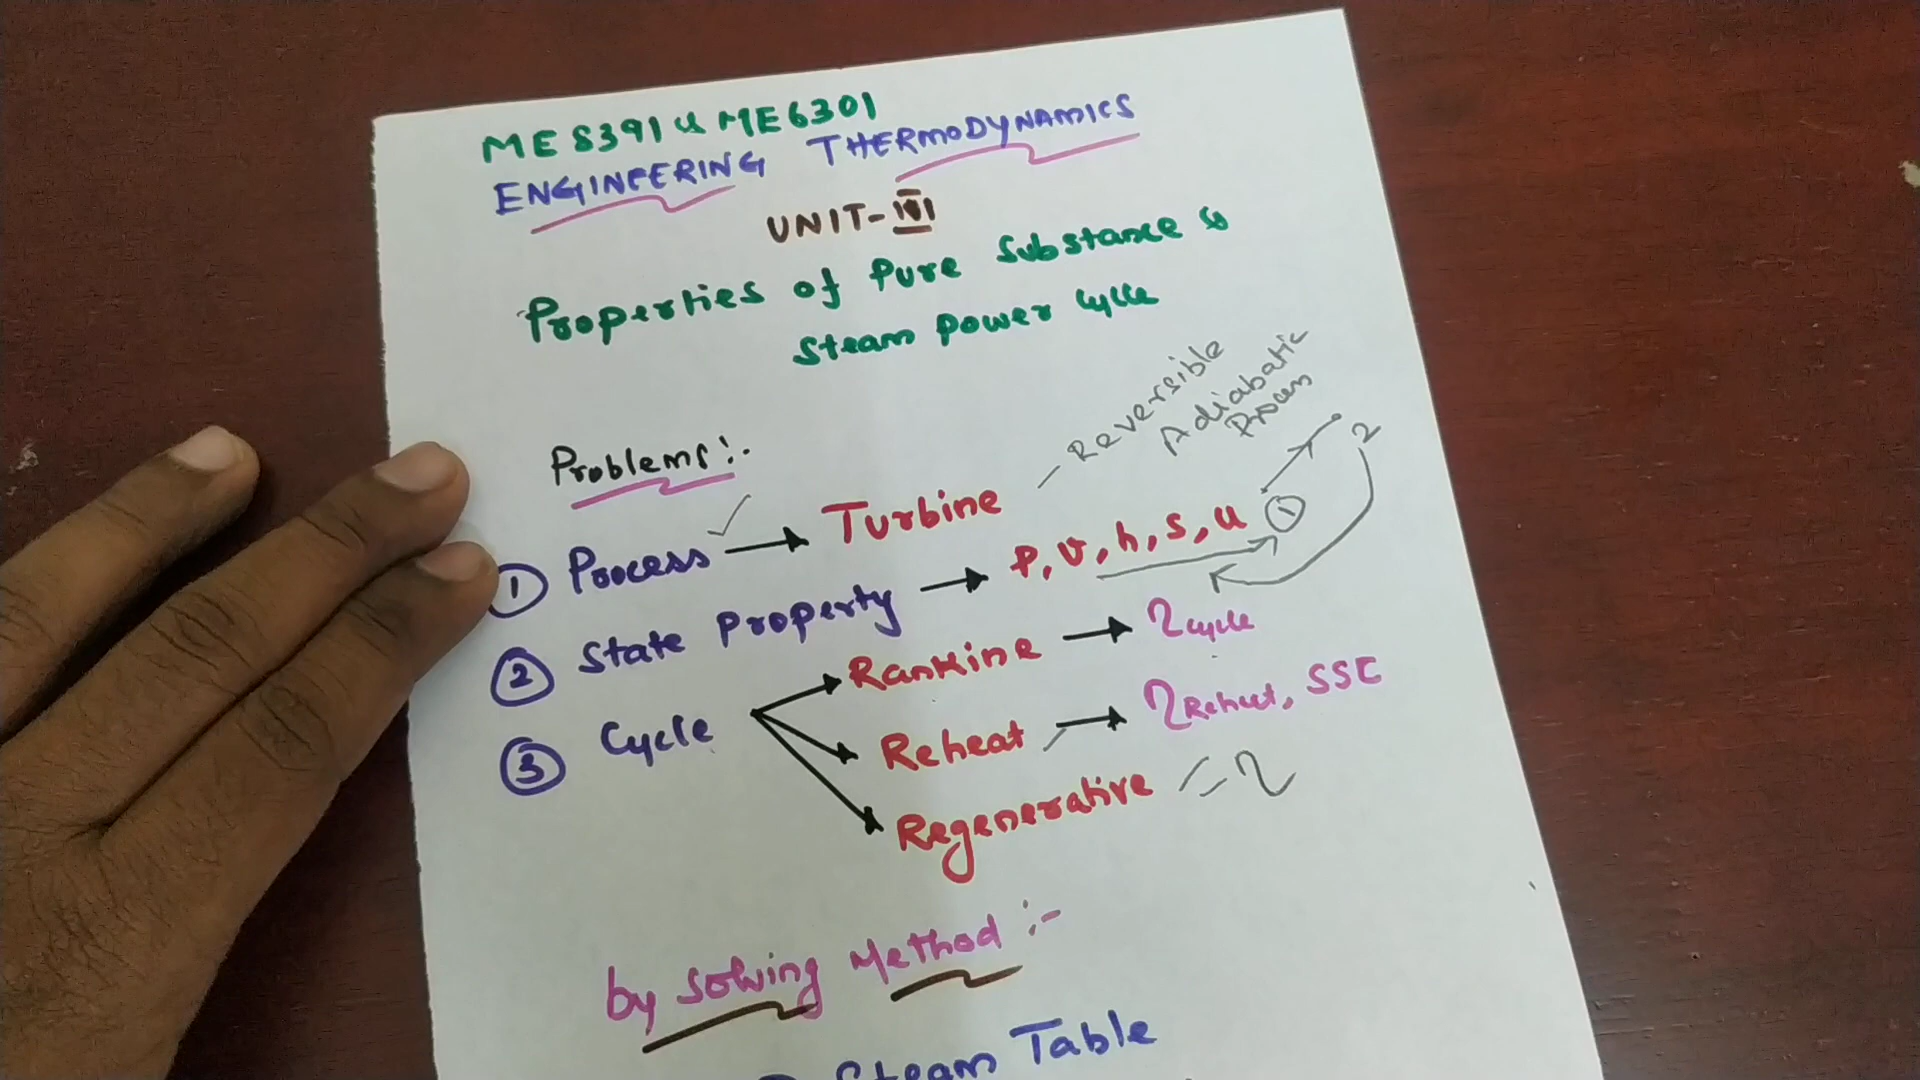 ME8391 & ME6301
ENGINEERING THERMODYNAMICS
UNIT-III
Properties of Pure Substance &
Steam Power Cycle
Problems:-
Reversible
Adiabatic
Process
① Process → Turbine
2
② State Property → P, v, h, s, u ①
③ Cycle → Rankine → η cycle
Reheat → η Reheat, SSC
Regenerative = η
by Solving Method :-
Steam Table